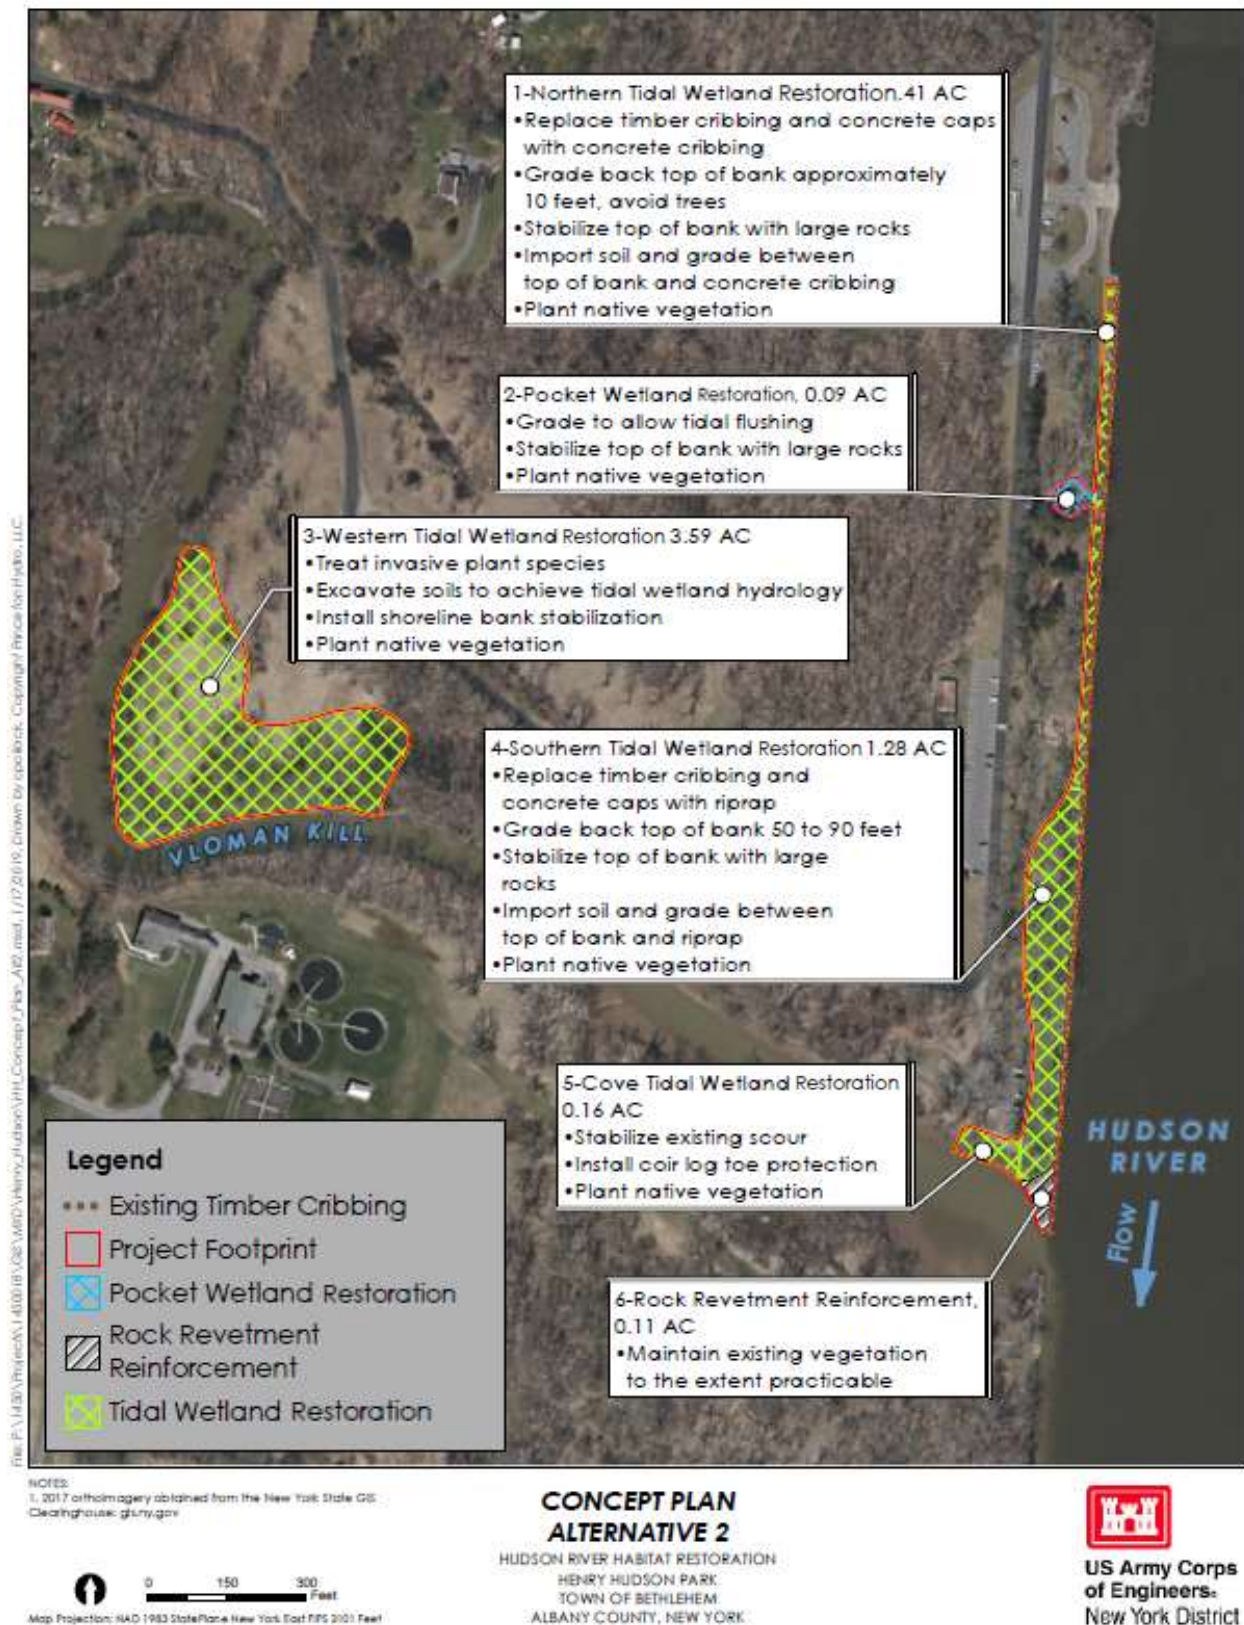 1-Northern Tidal Wetland Restoration.41 AC
•Replace timber cribbing and concrete caps
with concrete cribbing
•Grade back top of bank approximately
10 feet, avoid trees
•Stabilize top of bank with large rocks
•Import soil and grade between
top of bank and concrete cribbing
•Plant native vegetation
2-Pocket Wetland Restoration, 0.09 AC
•Grade to allow tidal flushing
•Stabilize top of bank with large rocks
•Plant native vegetation
3-Western Tidal Wetland Restoration 3.59 AC
•Treat invasive plant species
•Excavate soils to achieve tidal wetland hydrology
•Install shoreline bank stabilization
•Plant native vegetation
4-Southern Tidal Wetland Restoration 1.28 AC
•Replace timber cribbing and
concrete caps with riprap
•Grade back top of bank 50 to 90 feet
•Stabilize top of bank with large
rocks
•Import soil and grade between
top of bank and riprap
•Plant native vegetation
VLOMAN KILL
5-Cove Tidal Wetland Restoration
0.16 AC
•Stabilize existing scour
•Install coir log toe protection
•Plant native vegetation
HUDSON
RIVER
Flow
6-Rock Revetment Reinforcement,
0.11 AC
•Maintain existing vegetation
to the extent practicable
Legend
Existing Timber Cribbing
Project Footprint
Pocket Wetland Restoration
Rock Revetment
Reinforcement
Tidal Wetland Restoration
NOTES:
1. 2017 orthoimagery obtained from the New York State GIS
Clearinghouse: gis.ny.gov
0 150 300
Feet
Map Projection: NAD 1983 StatePlane New York East FIPS 3101 Feet
CONCEPT PLAN
ALTERNATIVE 2
HUDSON RIVER HABITAT RESTORATION
HENRY HUDSON PARK
TOWN OF BETHLEHEM
ALBANY COUNTY, NEW YORK
US Army Corps
of Engineers®
New York District